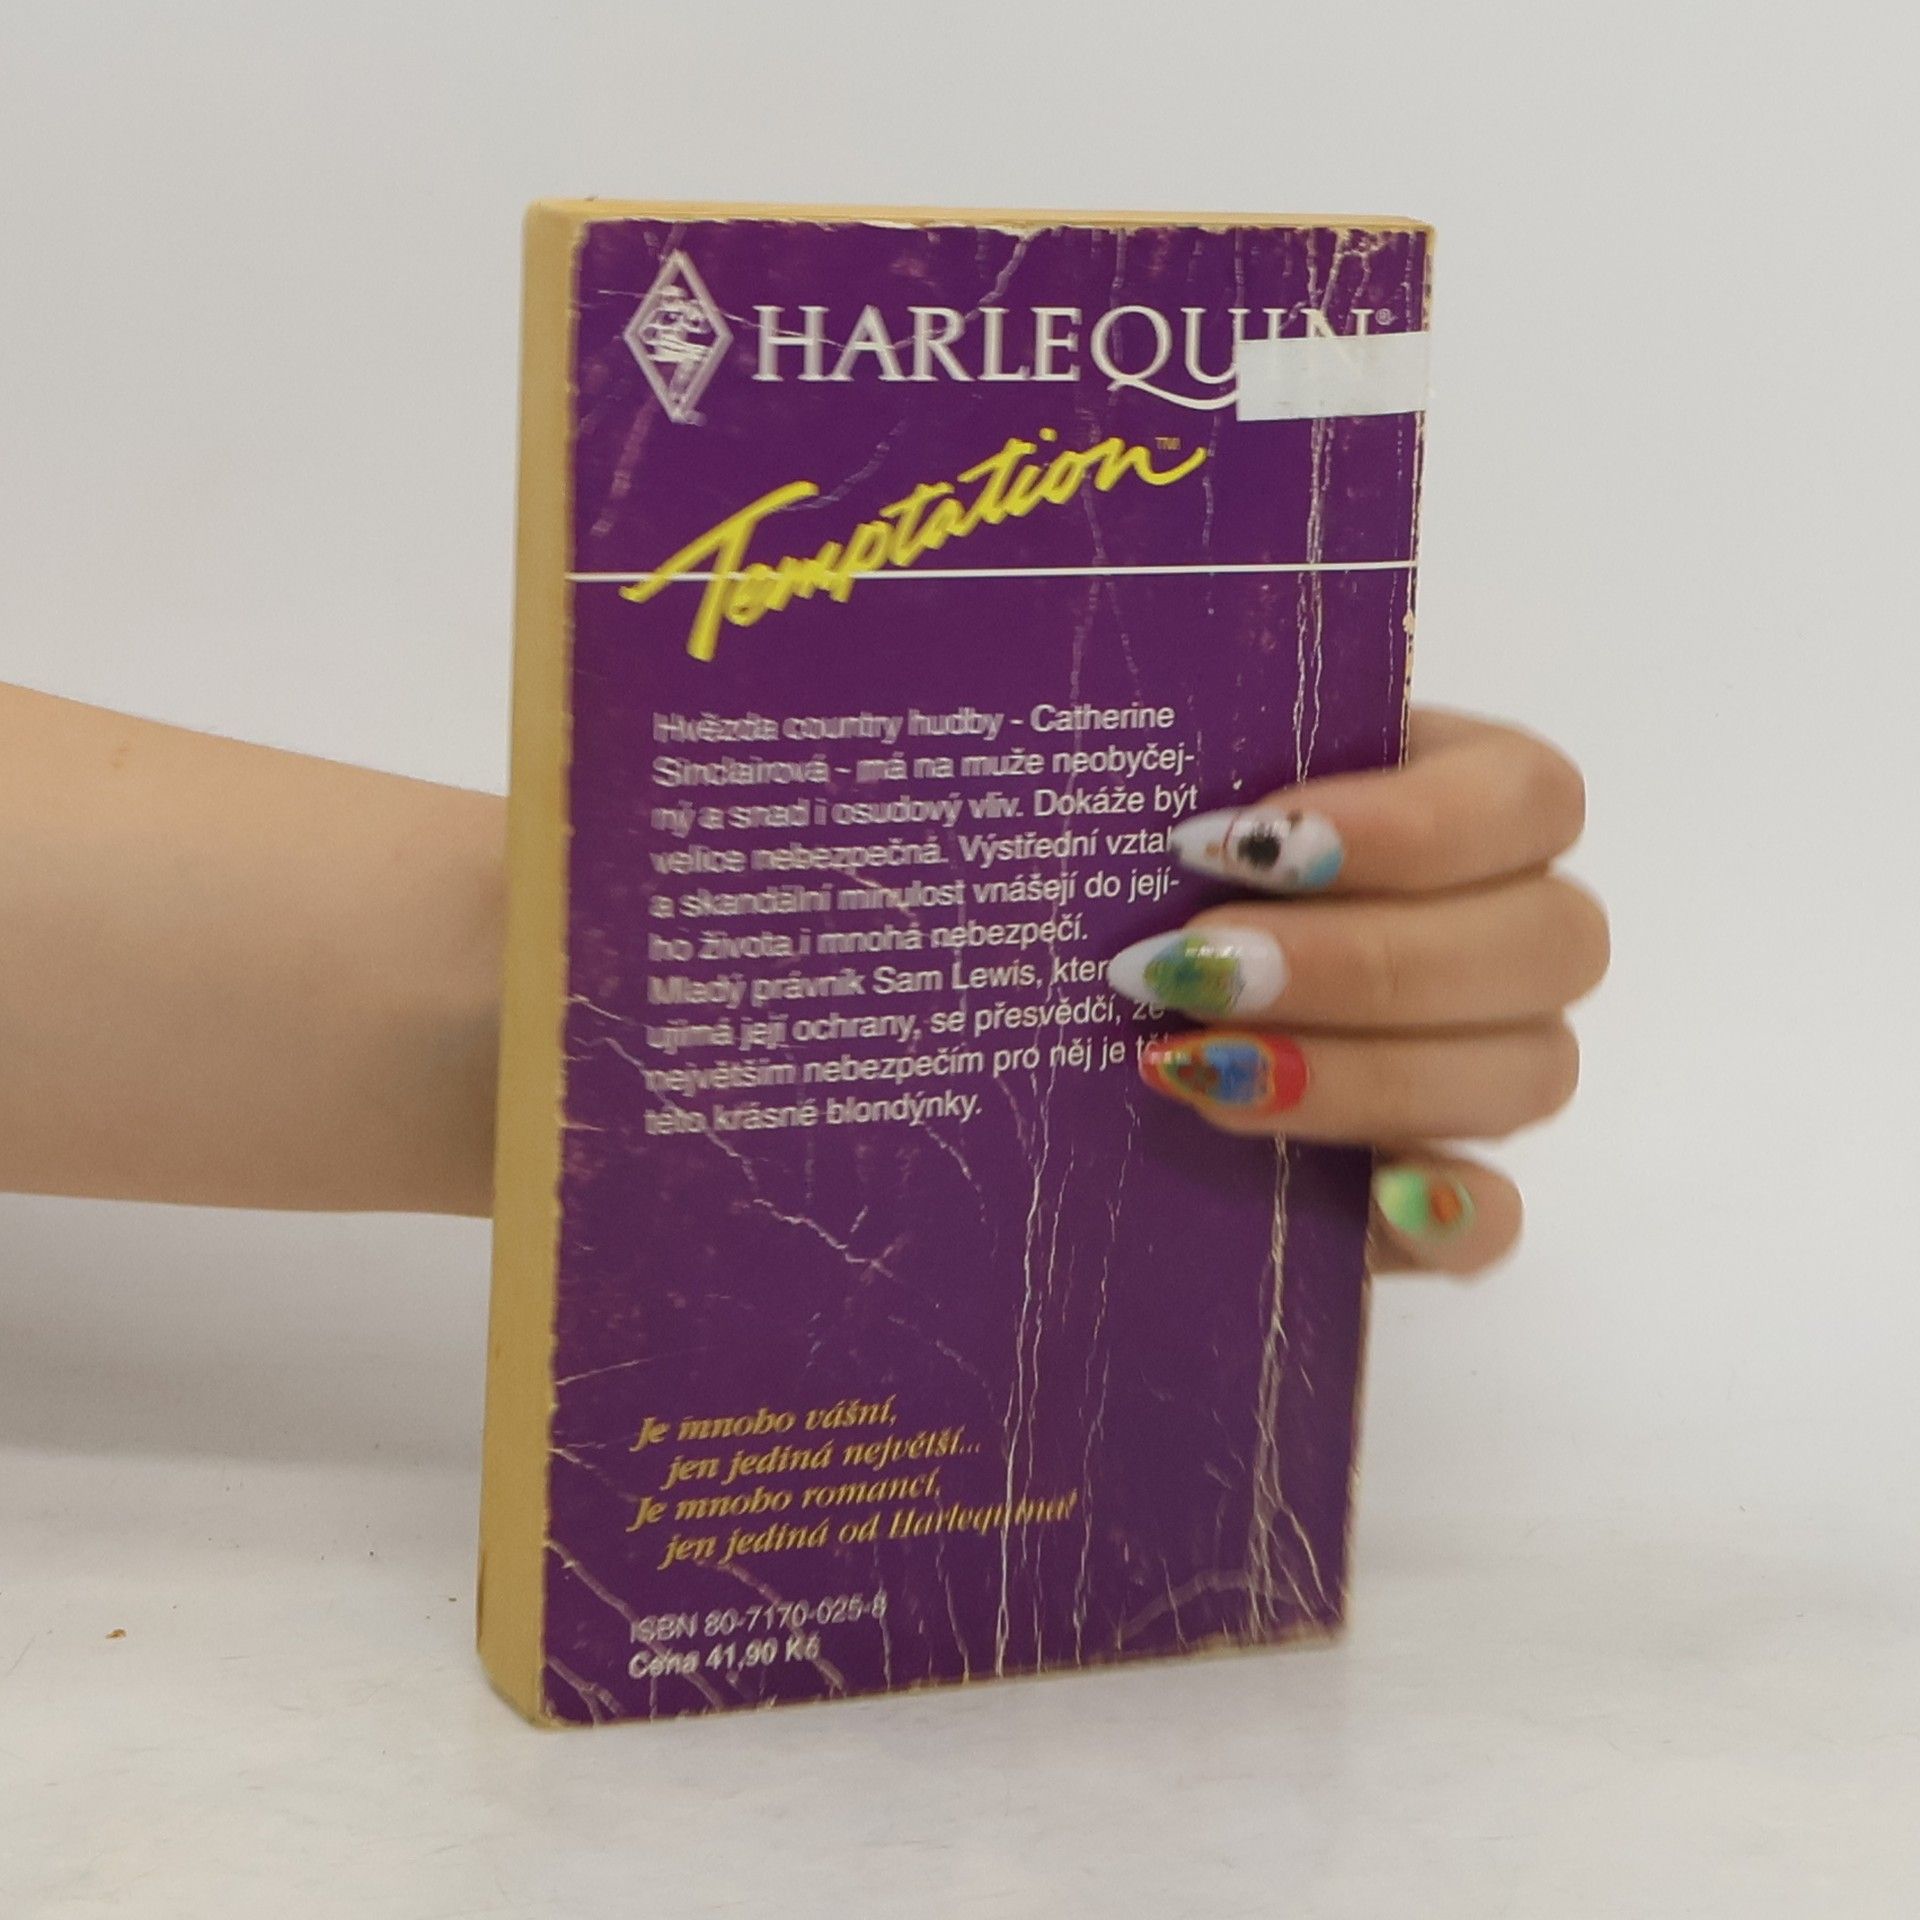 HARLEQUIN®
Temptation™
Hvězda country hudby - Catherine
Sinclairová - má na muže neobyčej-
ný a snad i osudový vliv. Dokáže být
velice nebezpečná. Výstřední
a skandální minulost vnášejí do její-
ho života i mnohá nebezpečí.
Mladý právník Sam Lewis,
ujímá její ochrany, se přesvědčí, že
největším nebezpečím pro něj je
této krásné blondýnky.
Je mnoho vášní,
jen jediná největší...
Je mnoho romancí,
jen jediná od Harlequina!
ISBN 80-7170-025-8
Cena 41,90 Kč